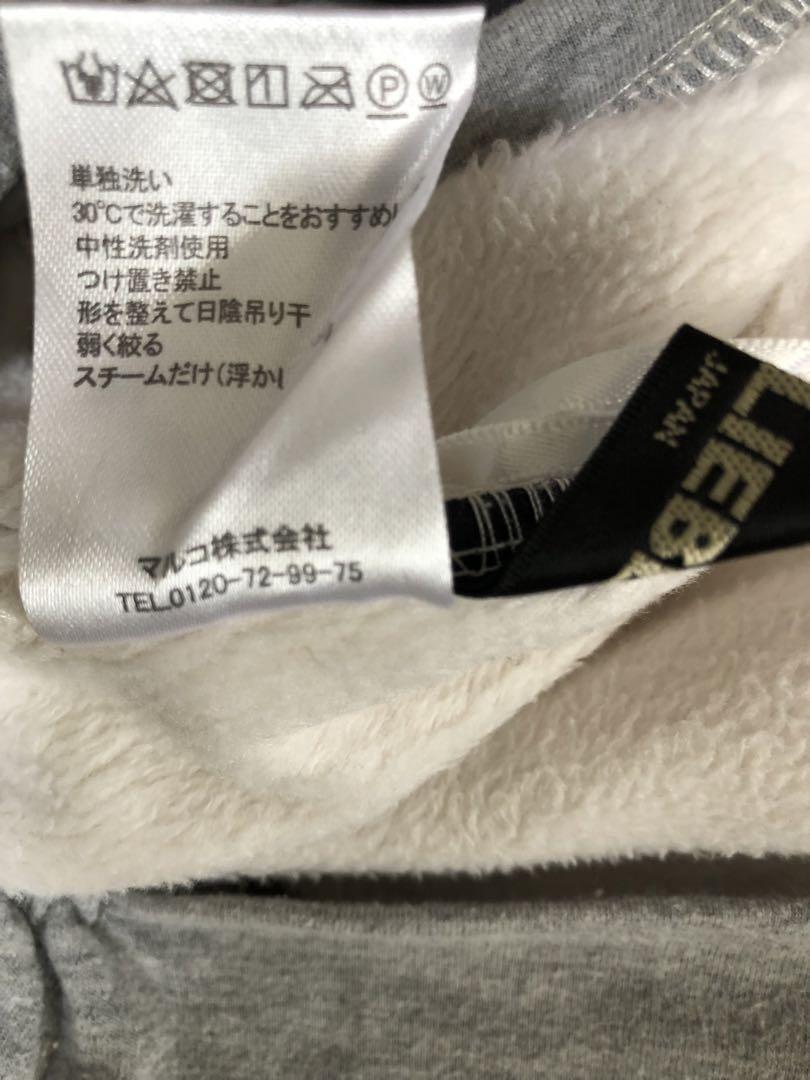 P W
単独洗い
30℃で洗濯することをおすすめ
中性洗剤使用
つけ置き禁止
形を整えて日陰吊り干
弱く絞る
スチームだけ(浮か
マルコ株式会社
TEL.0120-72-99-75
LIEB
JAPAN